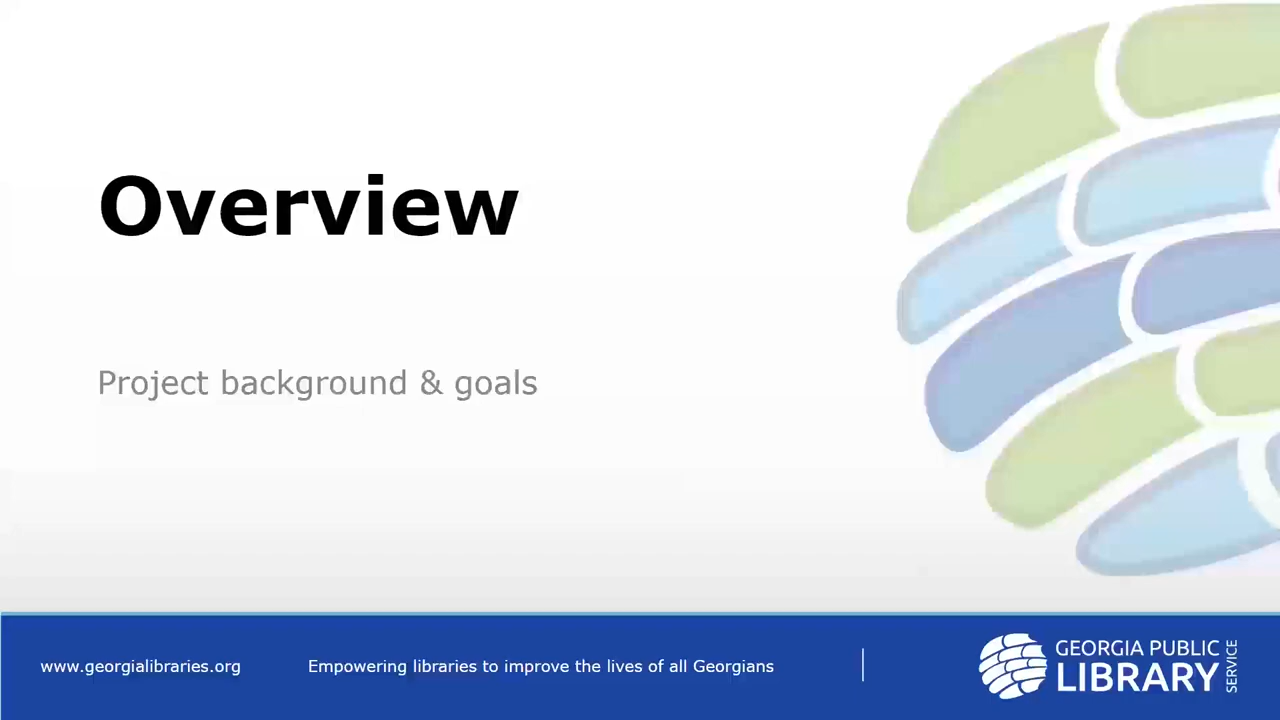 Overview
Project background & goals
www.georgialibraries.org
Empowering libraries to improve the lives of all Georgians
GEORGIA PUBLIC
LIBRARY
SERVICE